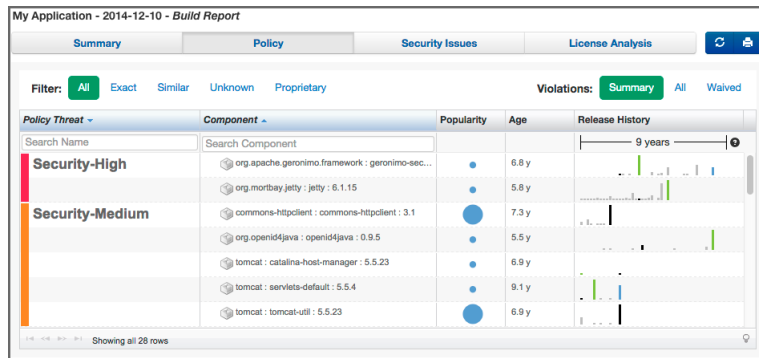 My Application - 2014-12-10 - Build Report
Summary Policy Security Issues License Analysis
Filter: All Exact Similar Unknown Proprietary Violations: Summary All Waived
Policy Threat Component Popularity Age Release History
Search Name Search Component 9 years ?
Security-High org.apache.geronimo.framework : geronimo-sec... 6.8 y
org.mortbay.jetty : jetty : 6.1.15 5.8 y
Security-Medium commons-httpclient : commons-httpclient : 3.1 7.3 y
org.openid4java : openid4java : 0.9.5 5.5 y
tomcat : catalina-host-manager : 5.5.23 6.9 y
tomcat : servlets-default : 5.5.4 9.1 y
tomcat : tomcat-util : 5.5.23 6.9 y
Showing all 28 rows